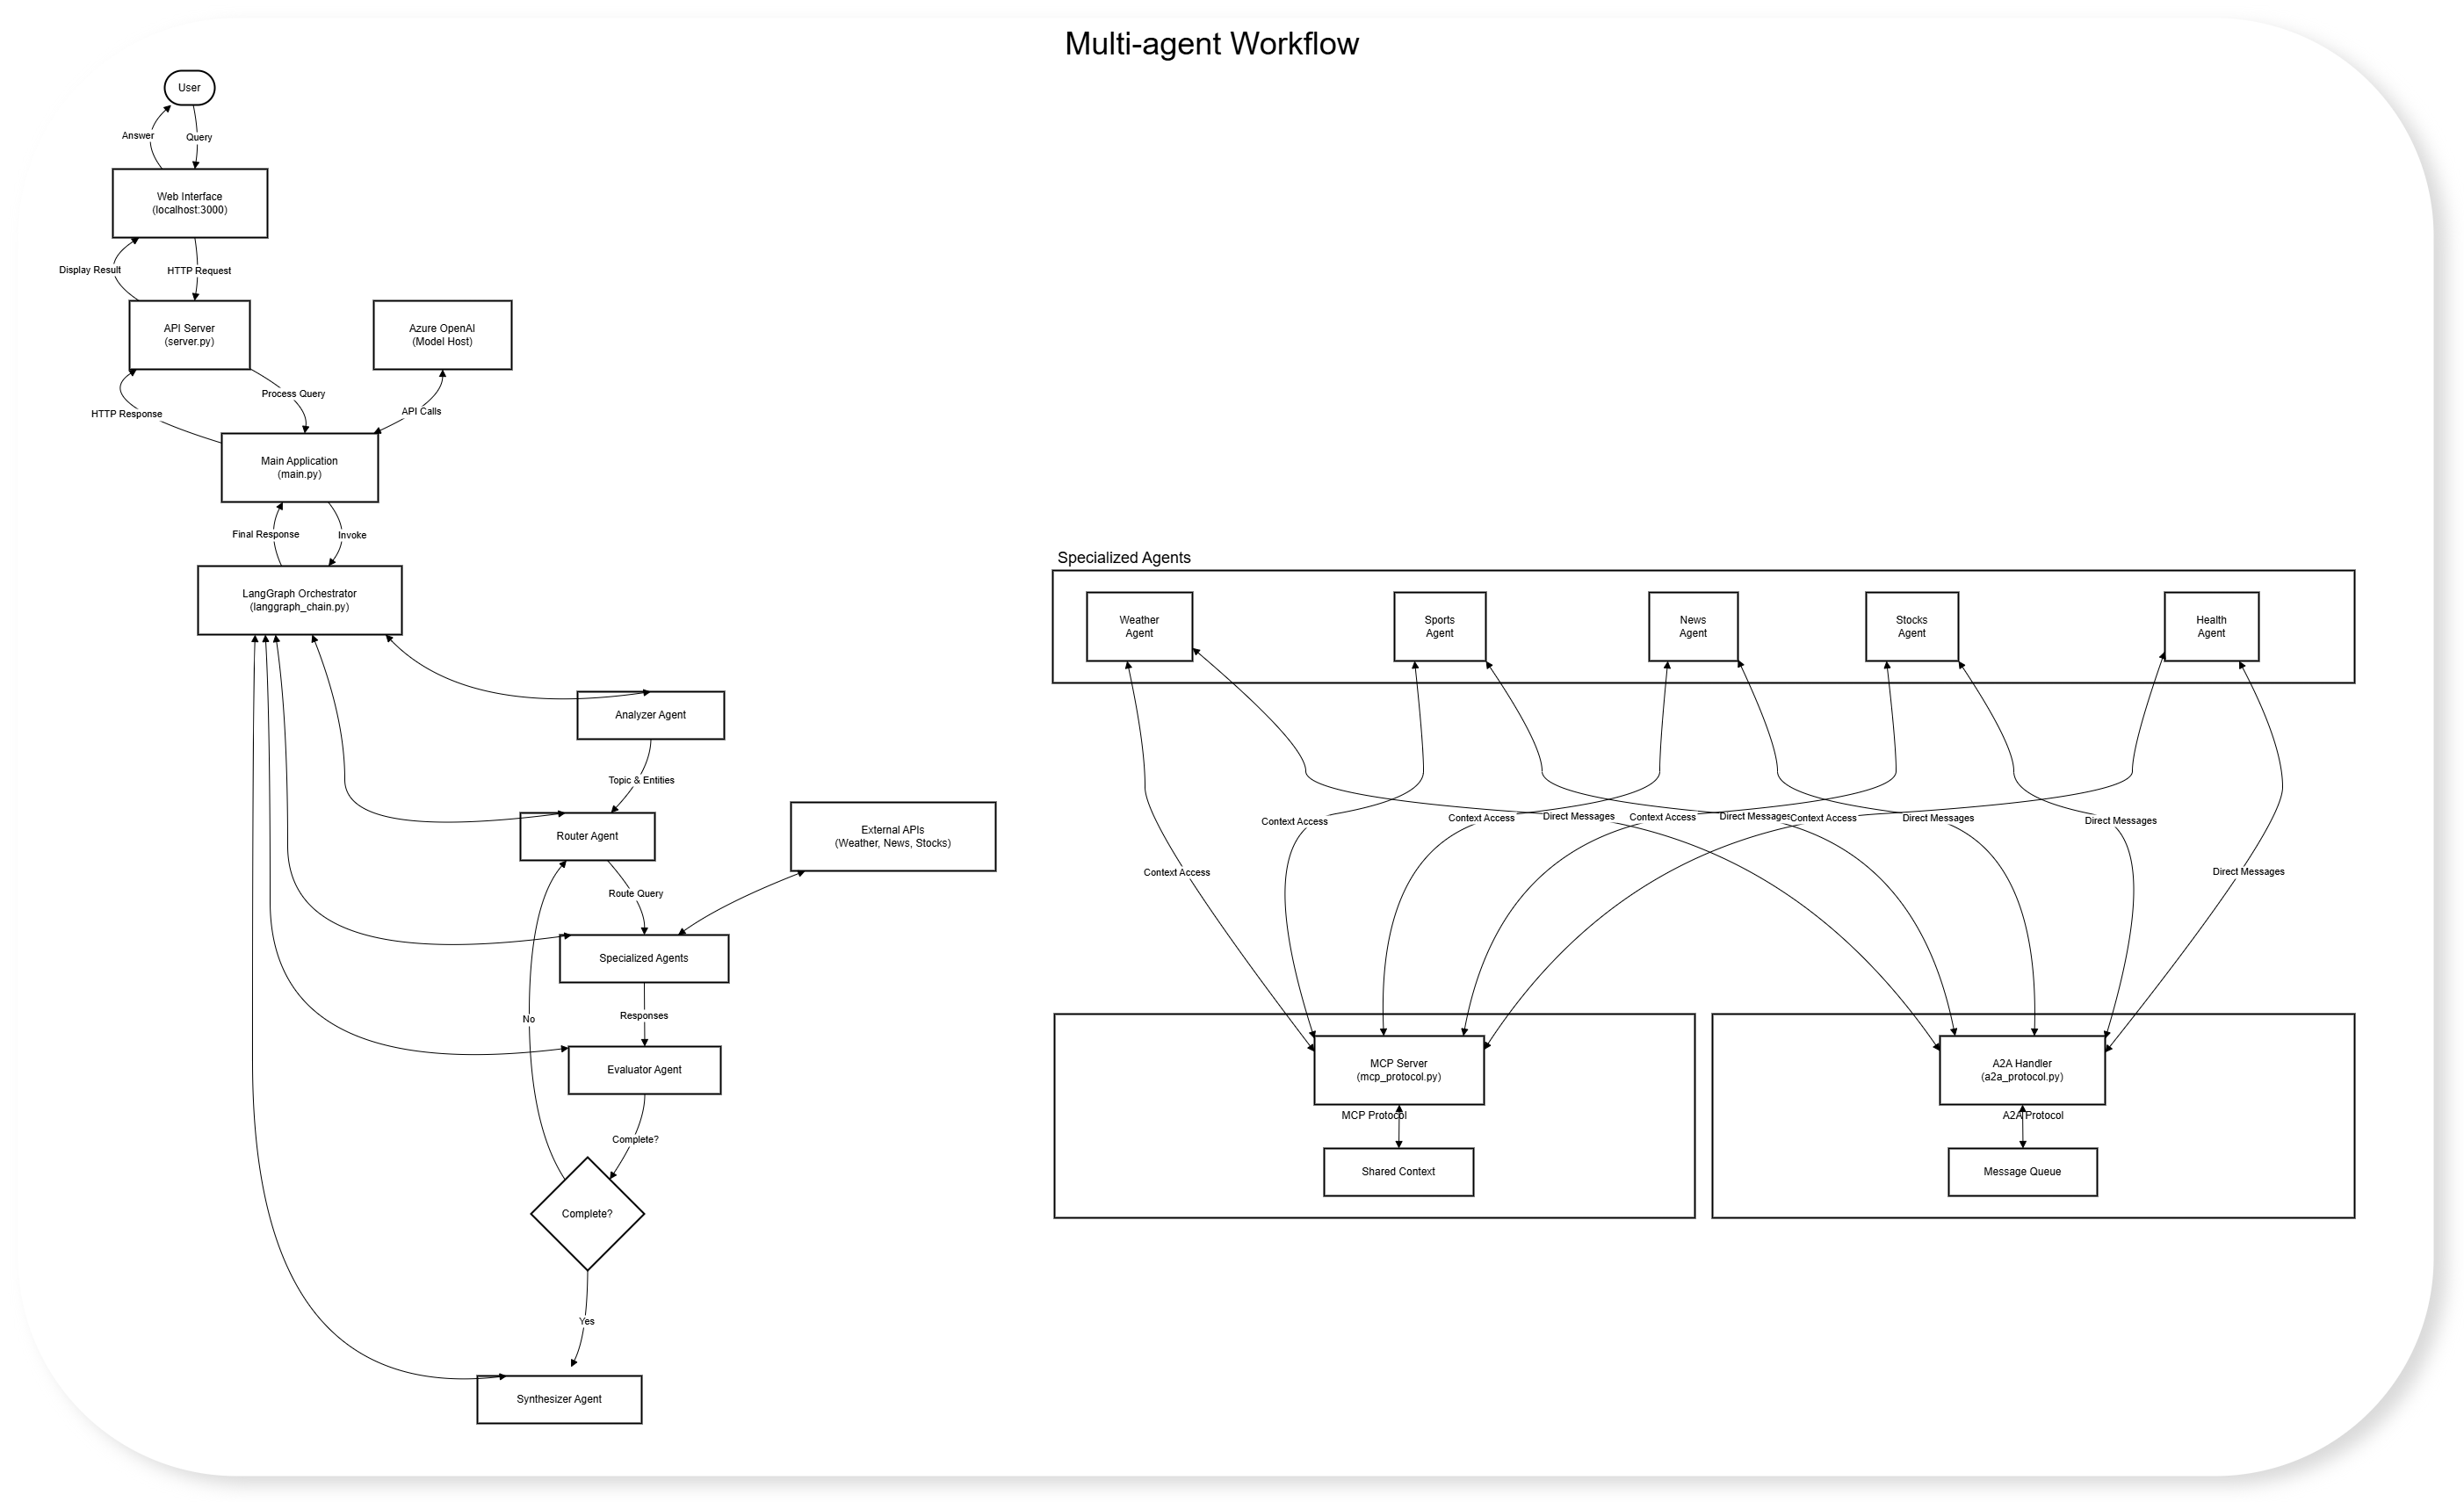 Multi-agent Workflow
User
Answer
Query
Web Interface
(localhost:3000)
Display Result
HTTP Request
API Server
(server.py)
Azure OpenAI
(Model Host)
Process Query
HTTP Response
API Calls
Main Application
(main.py)
Final Response
Invoke
LangGraph Orchestrator
(langgraph_chain.py)
Analyzer Agent
Topic & Entities
Router Agent
External APIs
(Weather, News, Stocks)
Route Query
Specialized Agents
No
Responses
Evaluator Agent
Complete?
Complete?
Yes
Synthesizer Agent
Specialized Agents
Weather
Agent
Sports
Agent
News
Agent
Stocks
Agent
Health
Agent
Context Access
Context Access
Direct Messages
Context Access
Direct Messages
Context Access
Direct Messages
Direct Messages
Context Access
Direct Messages
MCP Server
(mcp_protocol.py)
MCP Protocol
Shared Context
A2A Handler
(a2a_protocol.py)
A2A Protocol
Message Queue